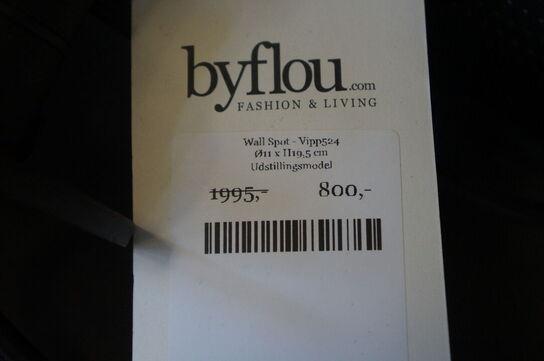 byflou.com
FASHION & LIVING
Wall Spot - Vipp524
Ø11 x H19,5 cm
Udstillingsmodel
1995,- 800,-